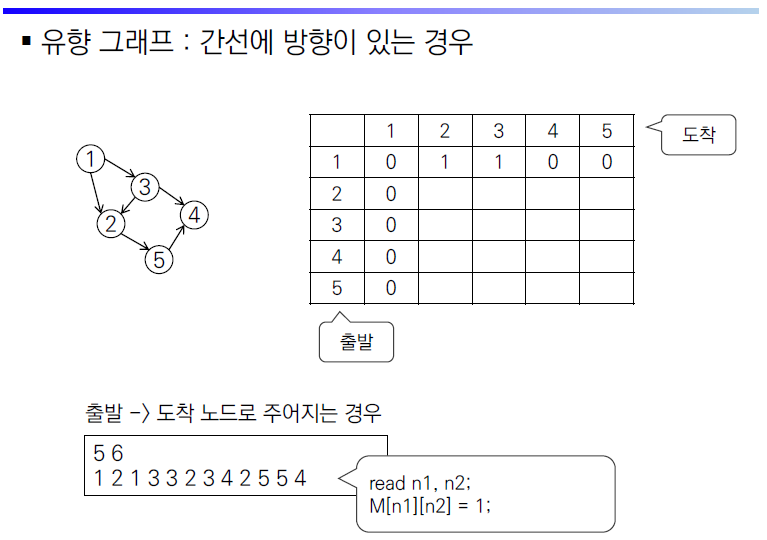 ▪ 유향 그래프 : 간선에 방향이 있는 경우
1
3
2
4
5
1 2 3 4 5
1 0 1 1 0 0
2 0
3 0
4 0
5 0
도착
출발
출발 -> 도착 노드로 주어지는 경우
5 6
1 2 1 3 3 2 3 4 2 5 5 4
read n1, n2;
M[n1][n2] = 1;